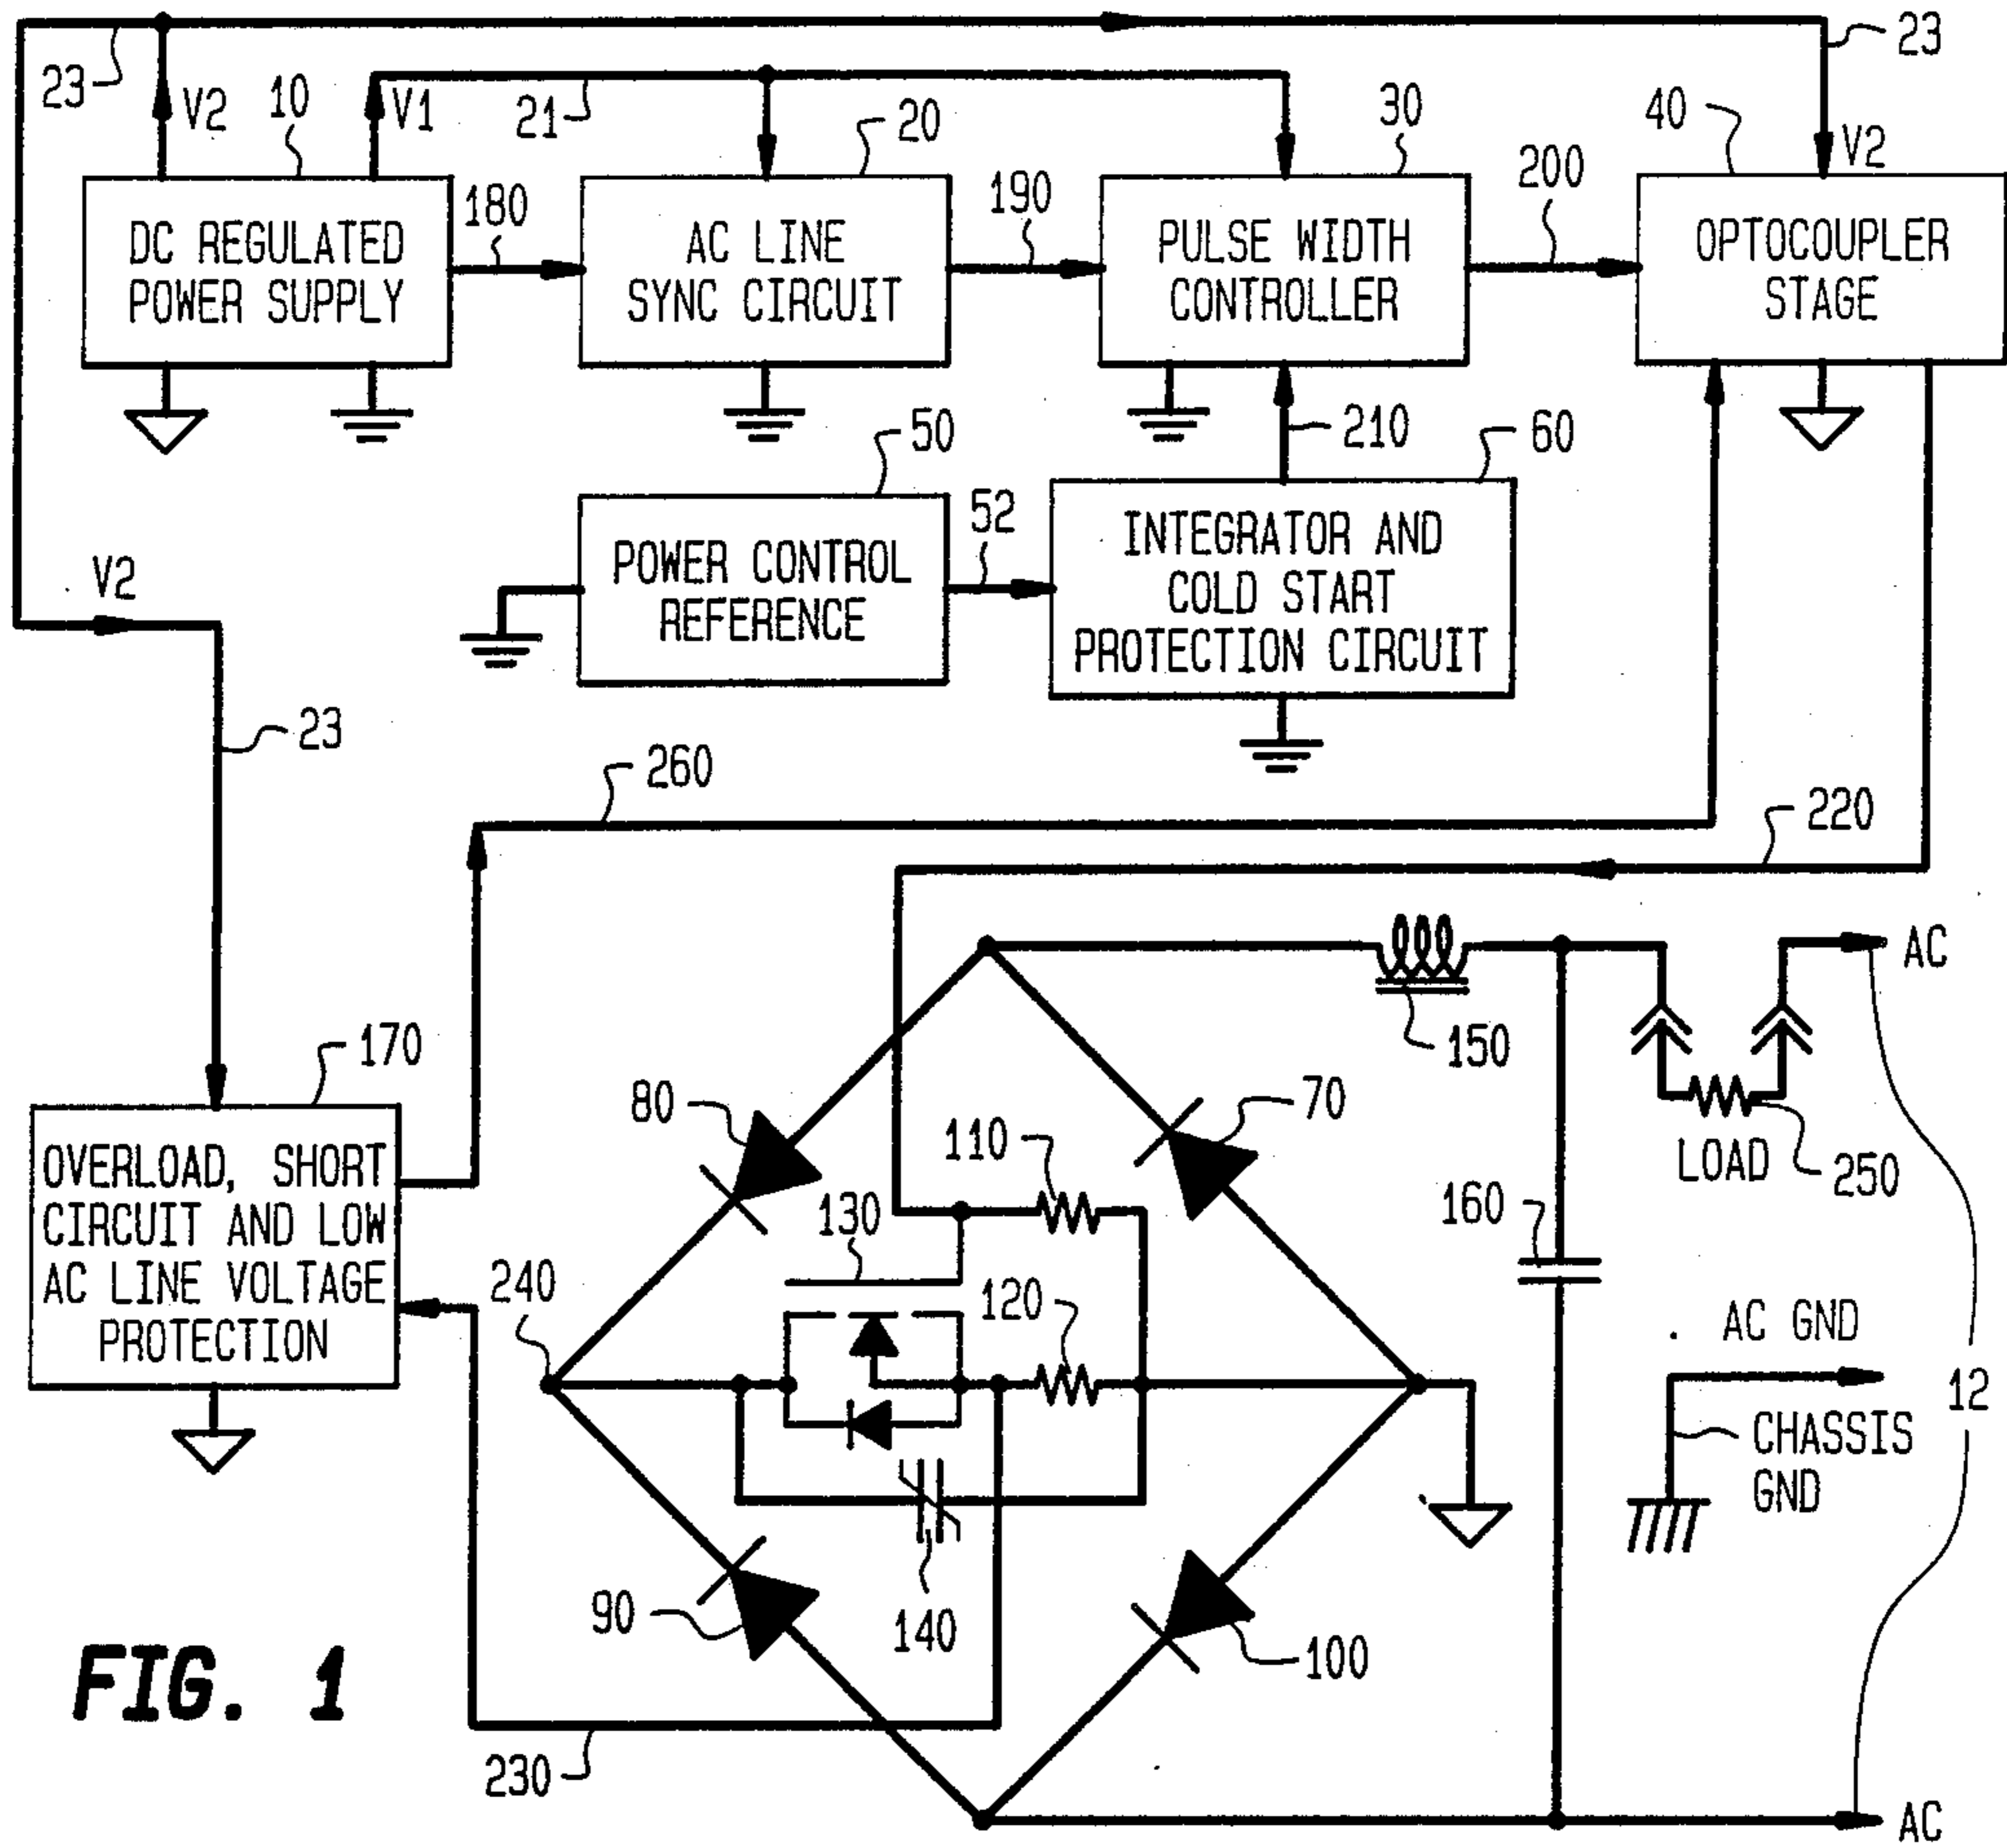 23
V2
10
V1
21
20
30
40
23
V2
DC REGULATED
POWER SUPPLY
180
AC LINE
SYNC CIRCUIT
190
PULSE WIDTH
CONTROLLER
200
OPTOCOUPLER
STAGE
50
210
60
V2
POWER CONTROL
REFERENCE
52
INTEGRATOR AND
COLD START
PROTECTION CIRCUIT
23
260
220
170
OVERLOAD, SHORT
CIRCUIT AND LOW
AC LINE VOLTAGE
PROTECTION
80
110
70
150
AC
LOAD
250
130
160
240
120
AC GND
12
CHASSIS
GND
90
140
100
230
AC
FIG. 1